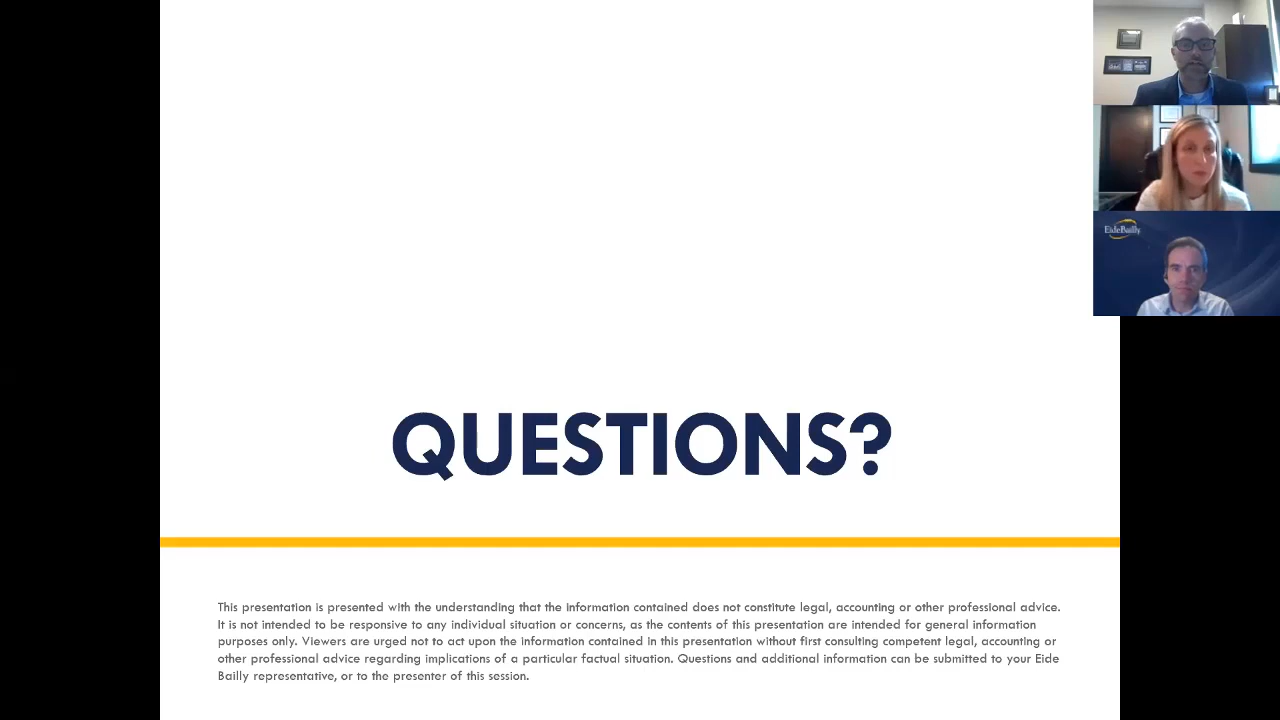 EideBailly
QUESTIONS?
This presentation is presented with the understanding that the information contained does not constitute legal, accounting or other professional advice.
It is not intended to be responsive to any individual situation or concerns, as the contents of this presentation are intended for general information
purposes only. Viewers are urged not to act upon the information contained in this presentation without first consulting competent legal, accounting or
other professional advice regarding implications of a particular factual situation. Questions and additional information can be submitted to your Eide
Bailly representative, or to the presenter of this session.